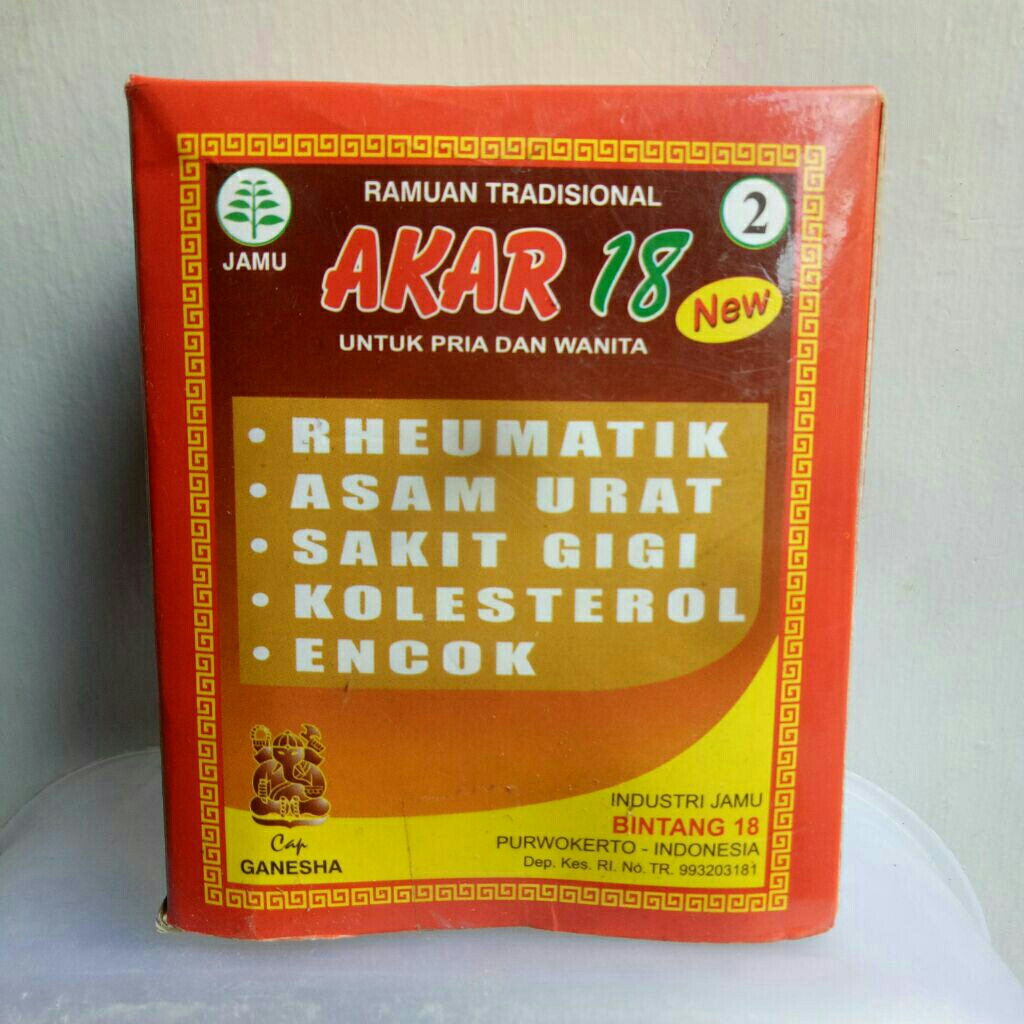 RAMUAN TRADISIONAL
2
JAMU
AKAR 18
New
UNTUK PRIA DAN WANITA
• RHEUMATIK
• ASAM URAT
• SAKIT GIGI
• KOLESTEROL
• ENCOK
Cap
GANESHA
INDUSTRI JAMU
BINTANG 18
PURWOKERTO - INDONESIA
Dep. Kes. RI. No. TR. 993203181